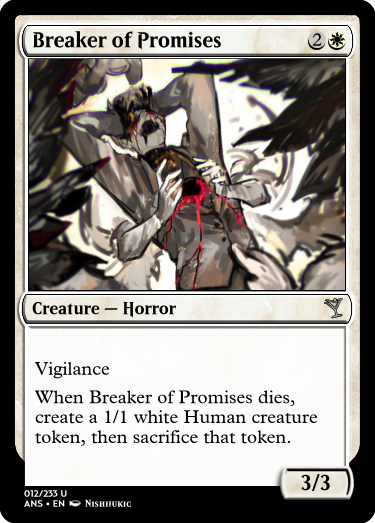 Breaker of Promises 2
Creature — Horror
Vigilance
When Breaker of Promises dies,
create a 1/1 white Human creature
token, then sacrifice that token.
3/3
012/233 U
ANS • EN Nishijukic